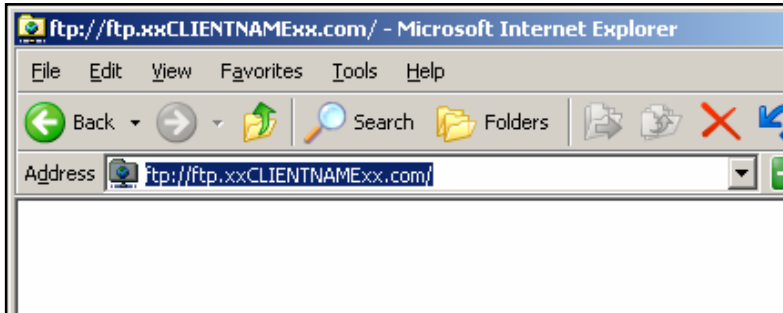 ftp://ftp.xxCLIENTNAMExx.com/ - Microsoft Internet Explorer
File Edit View Favorites Tools Help
Back Search Folders
Address ftp://ftp.xxCLIENTNAMExx.com/